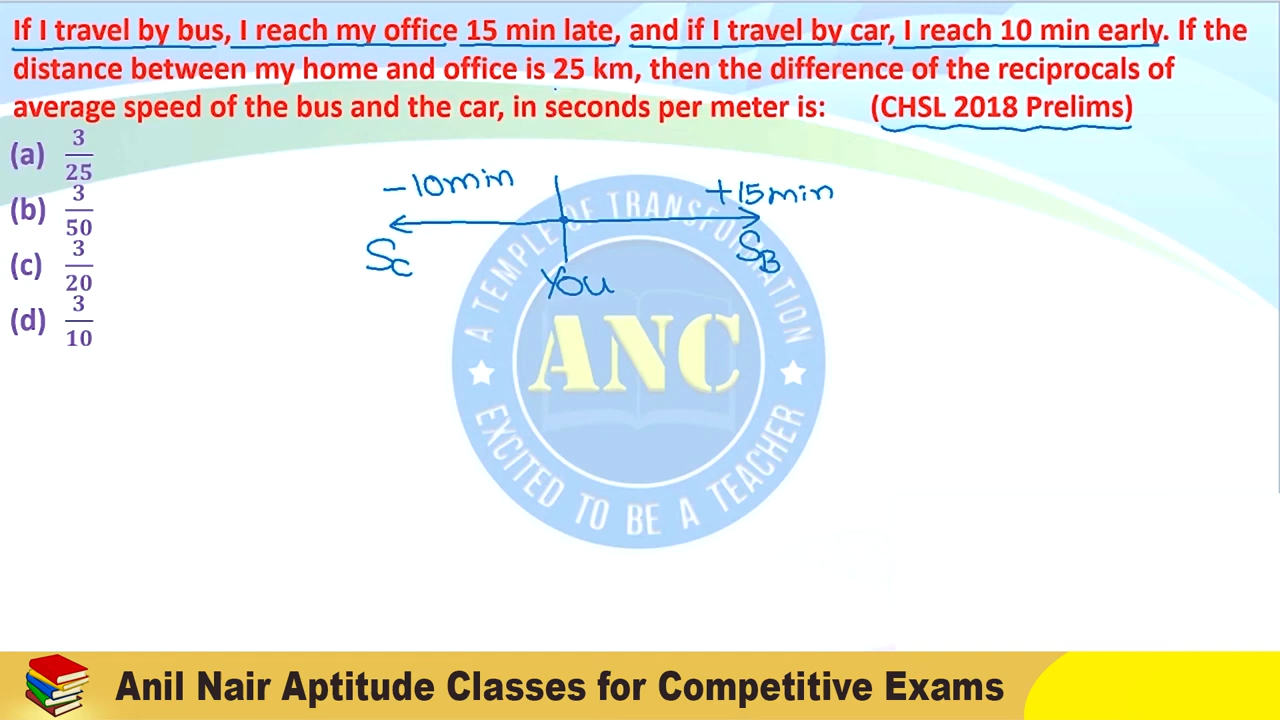 If I travel by bus, I reach my office 15 min late, and if I travel by car, I reach 10 min early. If the
distance between my home and office is 25 km, then the difference of the reciprocals of
average speed of the bus and the car, in seconds per meter is: (CHSL 2018 Prelims)
(a) 3/25
(b) 3/50
(c) 3/20
(d) 3/10
-10min
+15min
SC
SB
You
A TEMPLE OF TRANSFORMATION
ANC
EXCITED TO BE A TEACHER
Anil Nair Aptitude Classes for Competitive Exams